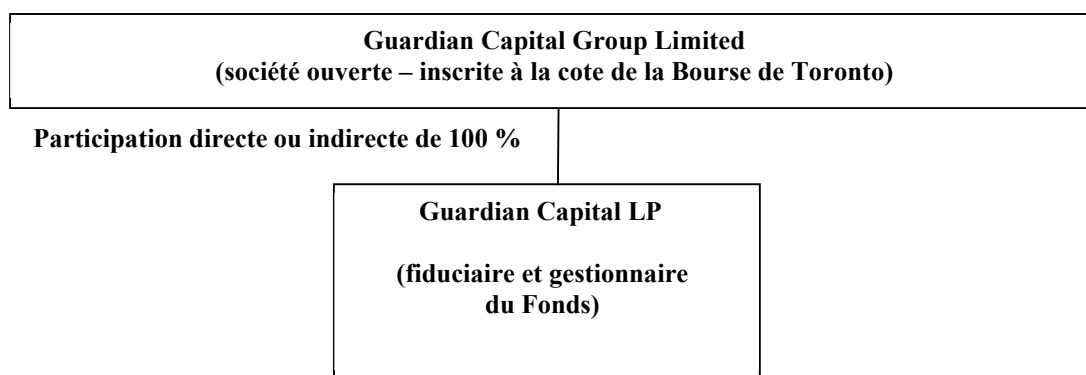 Guardian Capital Group Limited
(société ouverte – inscrite à la cote de la Bourse de Toronto)
Participation directe ou indirecte de 100 %
Guardian Capital LP
(fiduciaire et gestionnaire
du Fonds)